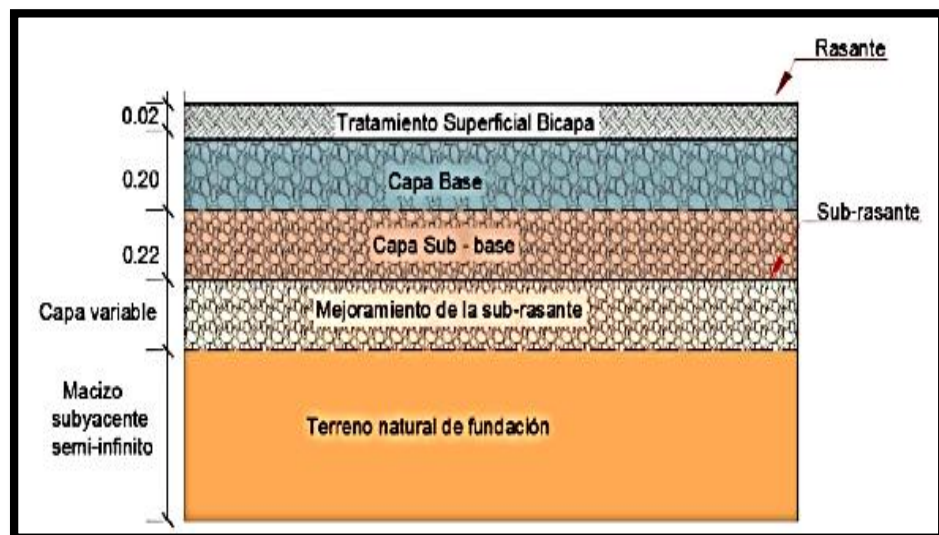 Rasante
0.02
Tratamiento Superficial Bicapa
0.20
Capa Base
Sub-rasante
0.22
Capa Sub - base
Capa variable
Mejoramiento de la sub-rasante
Macizo
subyacente
semi-infinito
Terreno natural de fundación